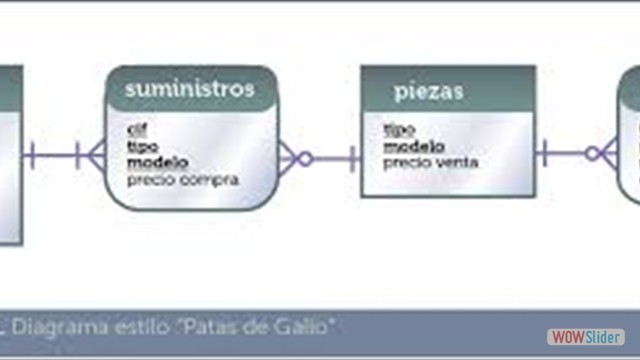 suministros
cif
tipo
modelo
precio compra
piezas
tipo
modelo
precio venta
Diagrama estilo "Patas de Gallo"
WOWSlider